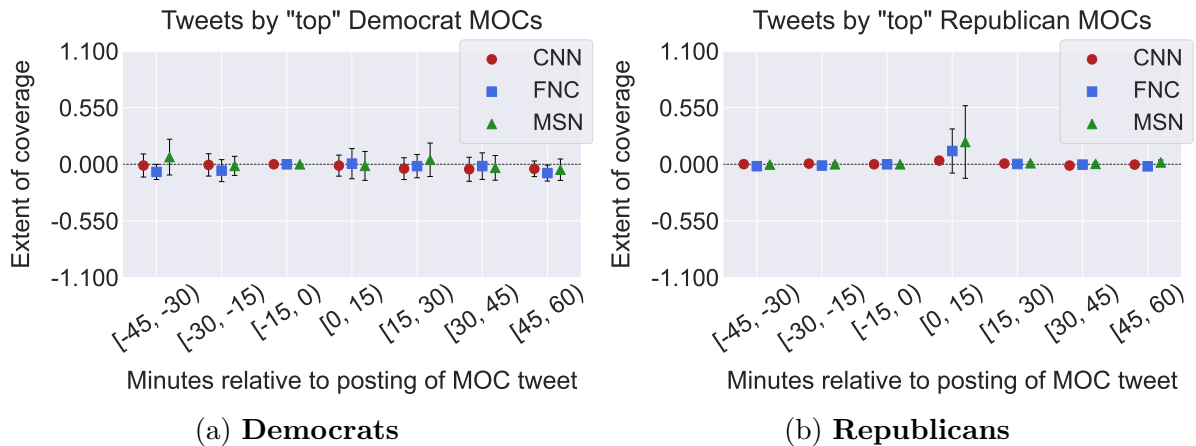 Tweets by "top" Democrat MOCs
Extent of coverage
1.100
0.550
0.000
-0.550
-1.100
CNN
FNC
MSN
[-45, -30)
[-30, -15)
[-15, 0)
[0, 15)
[15, 30)
[30, 45)
[45, 60)
Minutes relative to posting of MOC tweet
(a) Democrats
Tweets by "top" Republican MOCs
Extent of coverage
1.100
0.550
0.000
-0.550
-1.100
CNN
FNC
MSN
[-45, -30)
[-30, -15)
[-15, 0)
[0, 15)
[15, 30)
[30, 45)
[45, 60)
Minutes relative to posting of MOC tweet
(b) Republicans